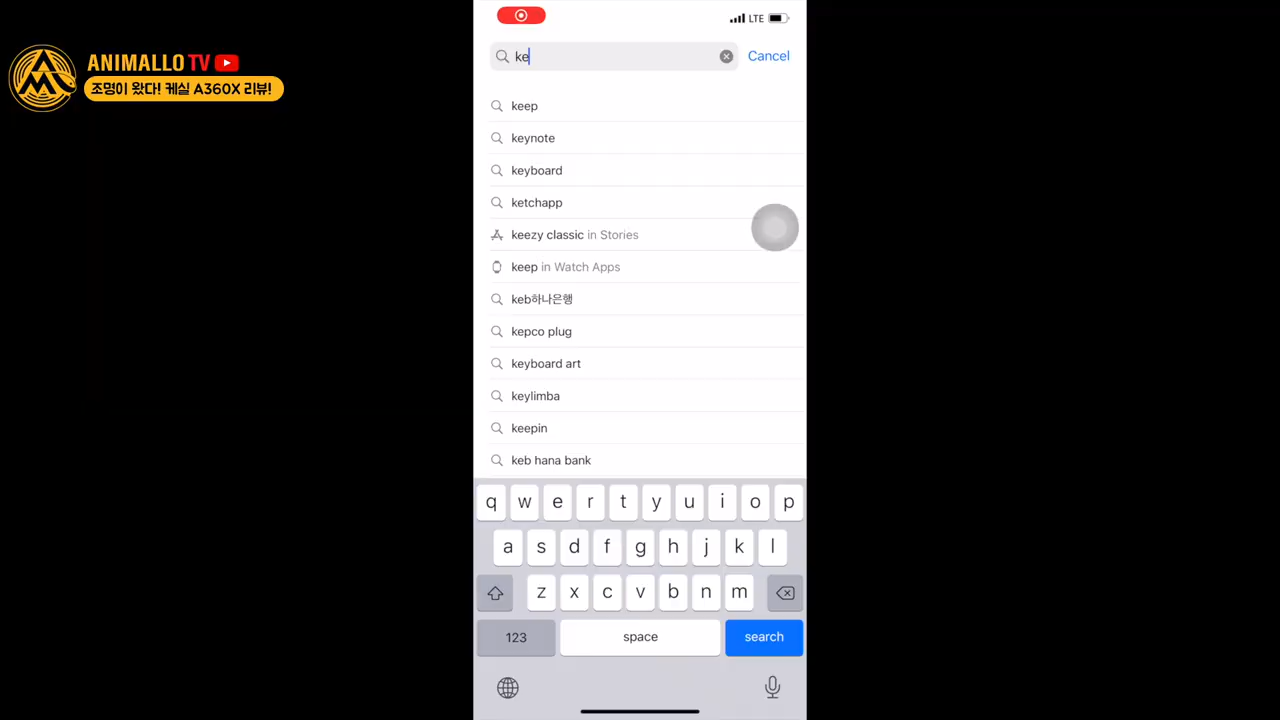 ANIMALLO TV
조명이 왔다! 케실 A360X 리뷰!
LTE
ke
Cancel
keep
keynote
keyboard
ketchapp
keezy classic in Stories
keep in Watch Apps
keb하나은행
kepco plug
keyboard art
keylimba
keepin
keb hana bank
q w e r t y u i o p
a s d f g h j k l
z x c v b n m
123 space search